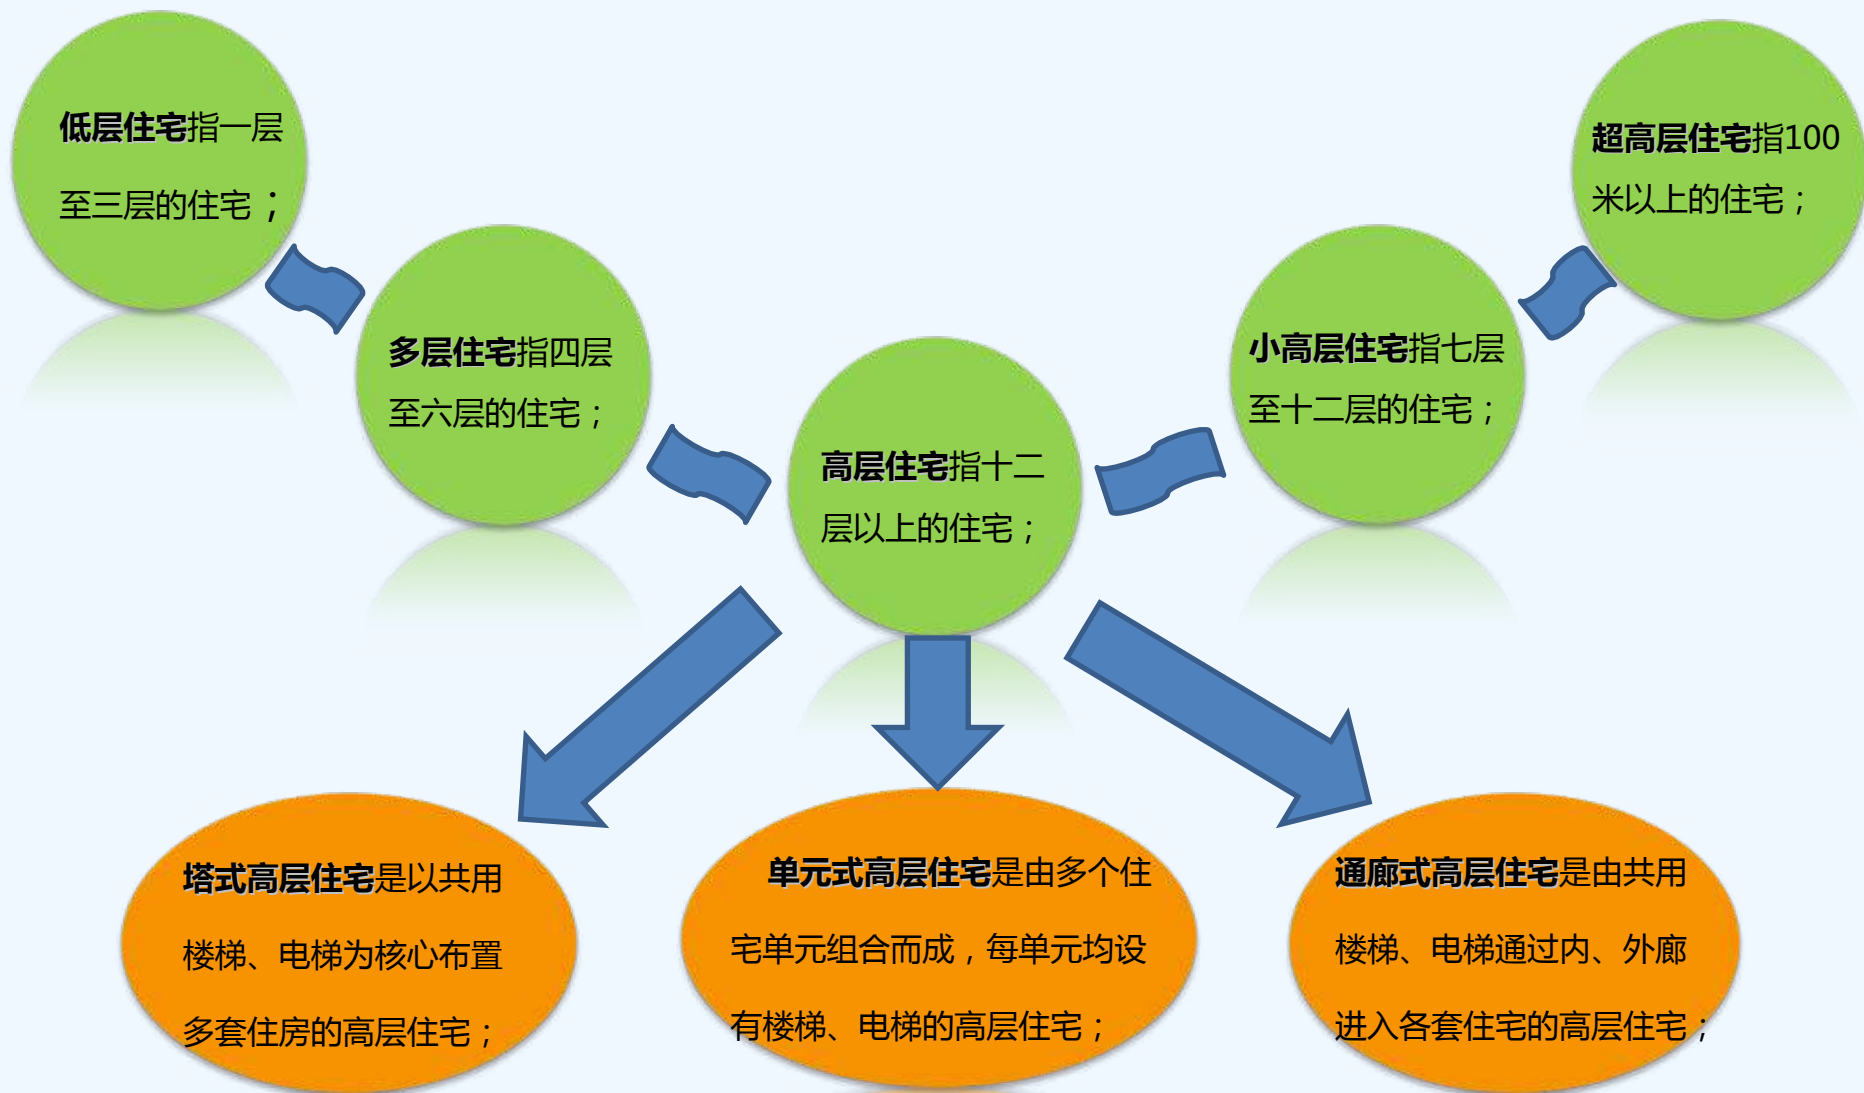 低层住宅指一层
至三层的住宅；
多层住宅指四层
至六层的住宅；
高层住宅指十二
层以上的住宅；
小高层住宅指七层
至十二层的住宅；
超高层住宅指100
米以上的住宅；
塔式高层住宅是以共用
楼梯、电梯为核心布置
多套住房的高层住宅；
单元式高层住宅是由多个住
宅单元组合而成，每单元均设
有楼梯、电梯的高层住宅；
通廊式高层住宅是由共用
楼梯、电梯通过内、外廊
进入各套住宅的高层住宅；